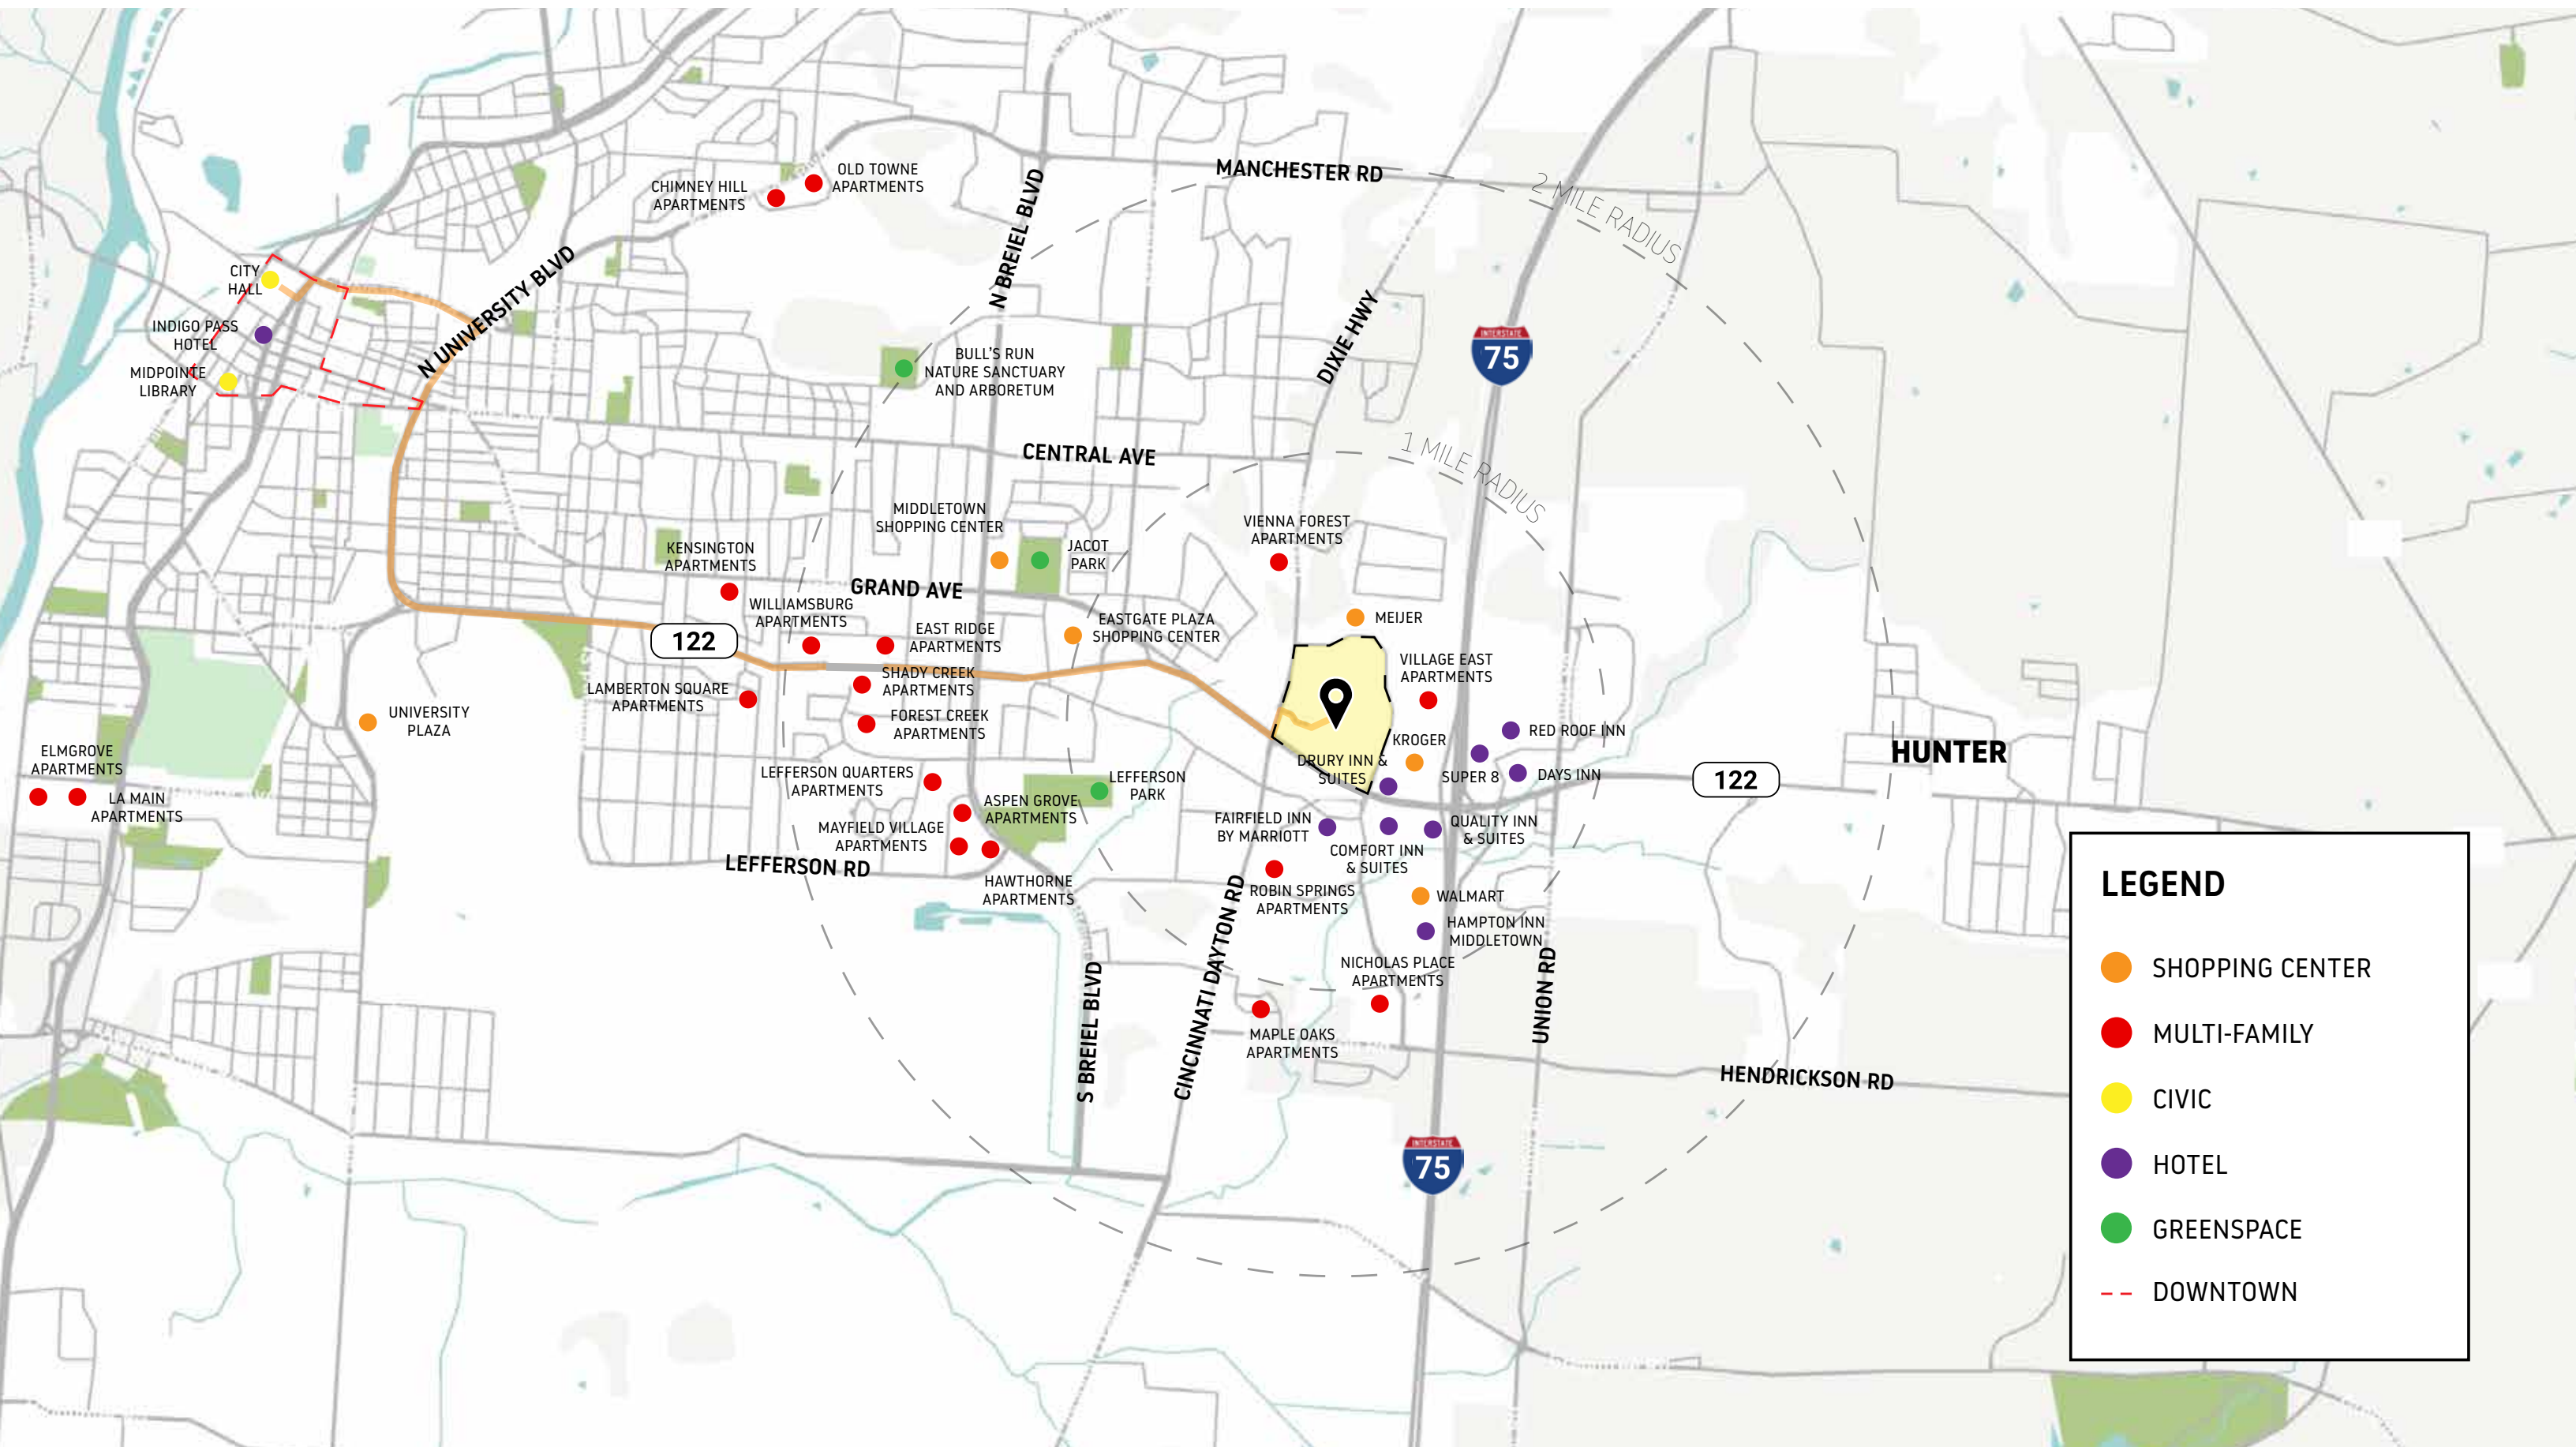 MANCHESTER RD
2 MILE RADIUS
OLD TOWNE
APARTMENTS
CHIMNEY HILL
APARTMENTS
N BREIEL BLVD
N UNIVERSITY BLVD
CITY
HALL
INDIGO PASS
HOTEL
MIDPOINTE
LIBRARY
DIXIE HWY
INTERSTATE
75
BULL'S RUN
NATURE SANCTUARY
AND ARBORETUM
CENTRAL AVE
1 MILE RADIUS
MIDDLETOWN
SHOPPING CENTER
VIENNA FOREST
APARTMENTS
JACOT
PARK
KENSINGTON
APARTMENTS
GRAND AVE
WILLIAMSBURG
APARTMENTS
EASTGATE PLAZA
SHOPPING CENTER
MEIJER
EAST RIDGE
APARTMENTS
122
SHADY CREEK
APARTMENTS
VILLAGE EAST
APARTMENTS
LAMBERTON SQUARE
APARTMENTS
FOREST CREEK
APARTMENTS
UNIVERSITY
PLAZA
RED ROOF INN
KROGER
HUNTER
ELMGROVE
APARTMENTS
DRURY INN &
SUITES
SUPER 8
DAYS INN
122
LEFFERSON QUARTERS
APARTMENTS
LEFFERSON
PARK
LA MAIN
APARTMENTS
ASPEN GROVE
APARTMENTS
MAYFIELD VILLAGE
APARTMENTS
FAIRFIELD INN
BY MARRIOTT
QUALITY INN
& SUITES
COMFORT INN
& SUITES
LEFFERSON RD
HAWTHORNE
APARTMENTS
ROBIN SPRINGS
APARTMENTS
WALMART
HAMPTON INN
MIDDLETOWN
NICHOLAS PLACE
APARTMENTS
S BREIEL BLVD
CINCINNATI DAYTON RD
UNION RD
MAPLE OAKS
APARTMENTS
HENDRICKSON RD
INTERSTATE
75
LEGEND
SHOPPING CENTER
MULTI-FAMILY
CIVIC
HOTEL
GREENSPACE
DOWNTOWN